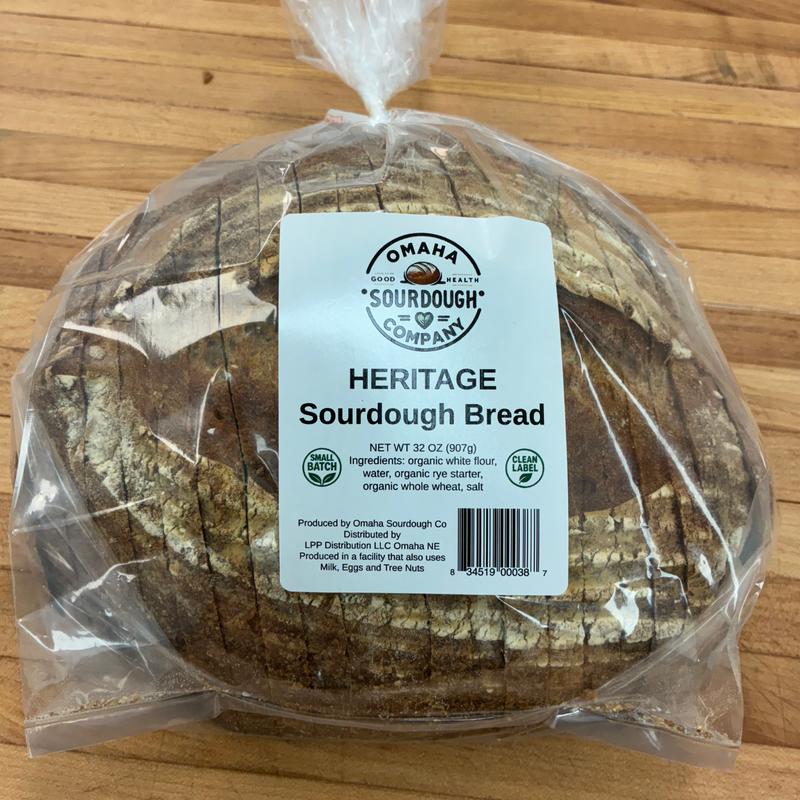 OMAHA
GOOD HEALTH
SOURDOUGH
COMPANY
HERITAGE
Sourdough Bread
NET WT 32 OZ (907g)
Ingredients: organic white flour,
water, organic rye starter,
organic whole wheat, salt
SMALL
BATCH
CLEAN
LABEL
Produced by Omaha Sourdough Co
Distributed by
LPP Distribution LLC Omaha NE
Produced in a facility that also uses
Milk, Eggs and Tree Nuts
8 34519 00038 7